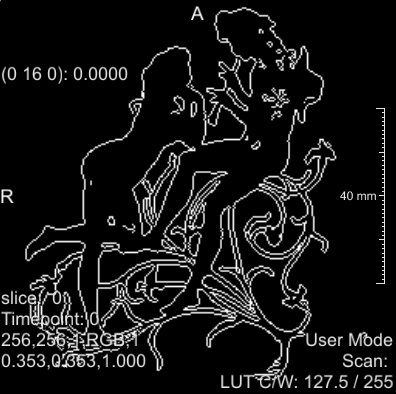 A
(0 16 0): 0.0000
R
40 mm
slice: 0
Timepoint: 0
256,256,1-RGB,1
User Mode
0.353,0.353,1.000
Scan:
LUT C/W: 127.5 / 255